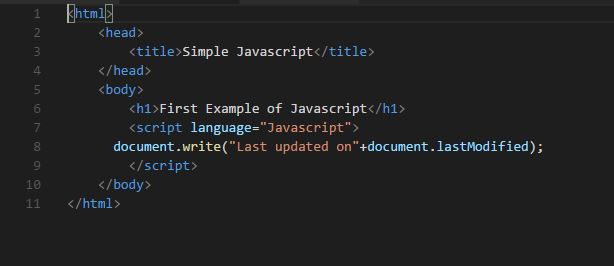 1 <html>
2 <head>
3 <title>Simple Javascript</title>
4 </head>
5 <body>
6 <h1>First Example of Javascript</h1>
7 <script language="Javascript">
8 document.write("Last updated on"+document.lastModified);
9 </script>
10 </body>
11 </html>